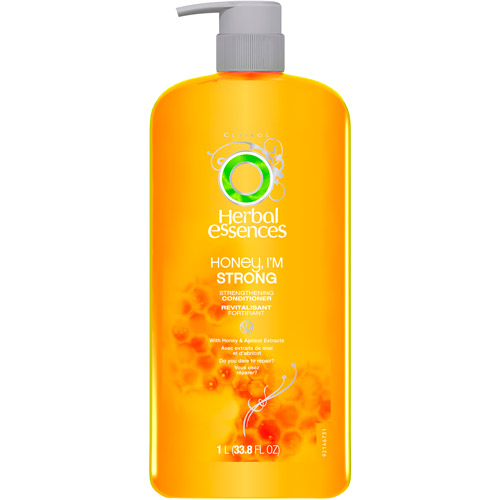 CLAIROL
Herbal
essences
HONEY, I'M
STRONG
STRENGTHENING
CONDITIONER
REVITALISANT
FORTIFIANT
With Honey & Apricot Extracts
Avec extraits de miel
et d'abricot
Do you dare to repair?
Vous osez
réparer?
1 L (33.8 FL OZ)